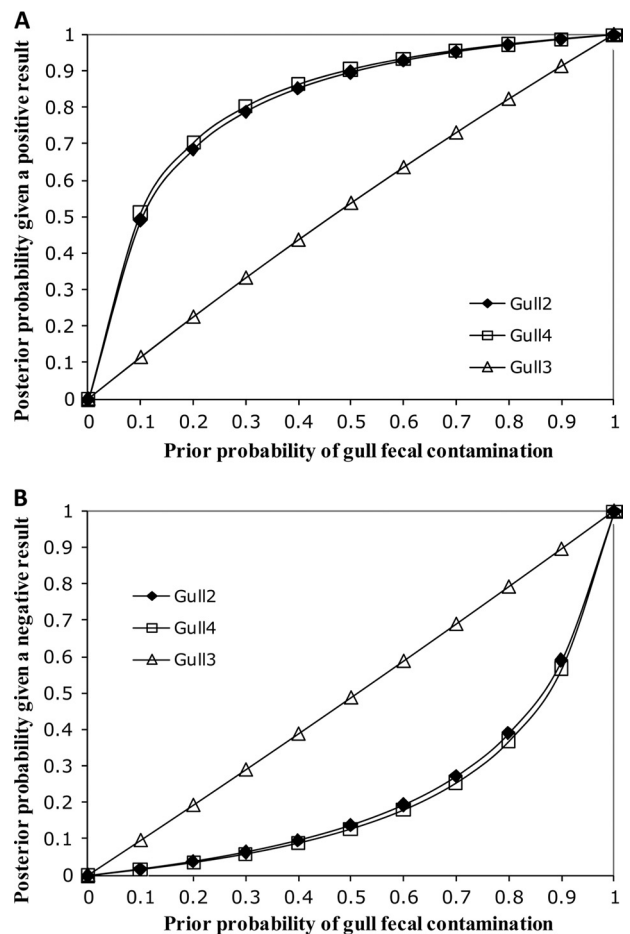 A
Posterior probability given a positive result
1
0.9
0.8
0.7
0.6
0.5
0.4
0.3
0.2
0.1
0
Gull2
Gull4
Gull3
0 0.1 0.2 0.3 0.4 0.5 0.6 0.7 0.8 0.9 1
Prior probability of gull fecal contamination
B
Posterior probability given a negative result
1
0.9
0.8
0.7
0.6
0.5
0.4
0.3
0.2
0.1
0
Gull2
Gull4
Gull3
0 0.1 0.2 0.3 0.4 0.5 0.6 0.7 0.8 0.9 1
Prior probability of gull fecal contamination